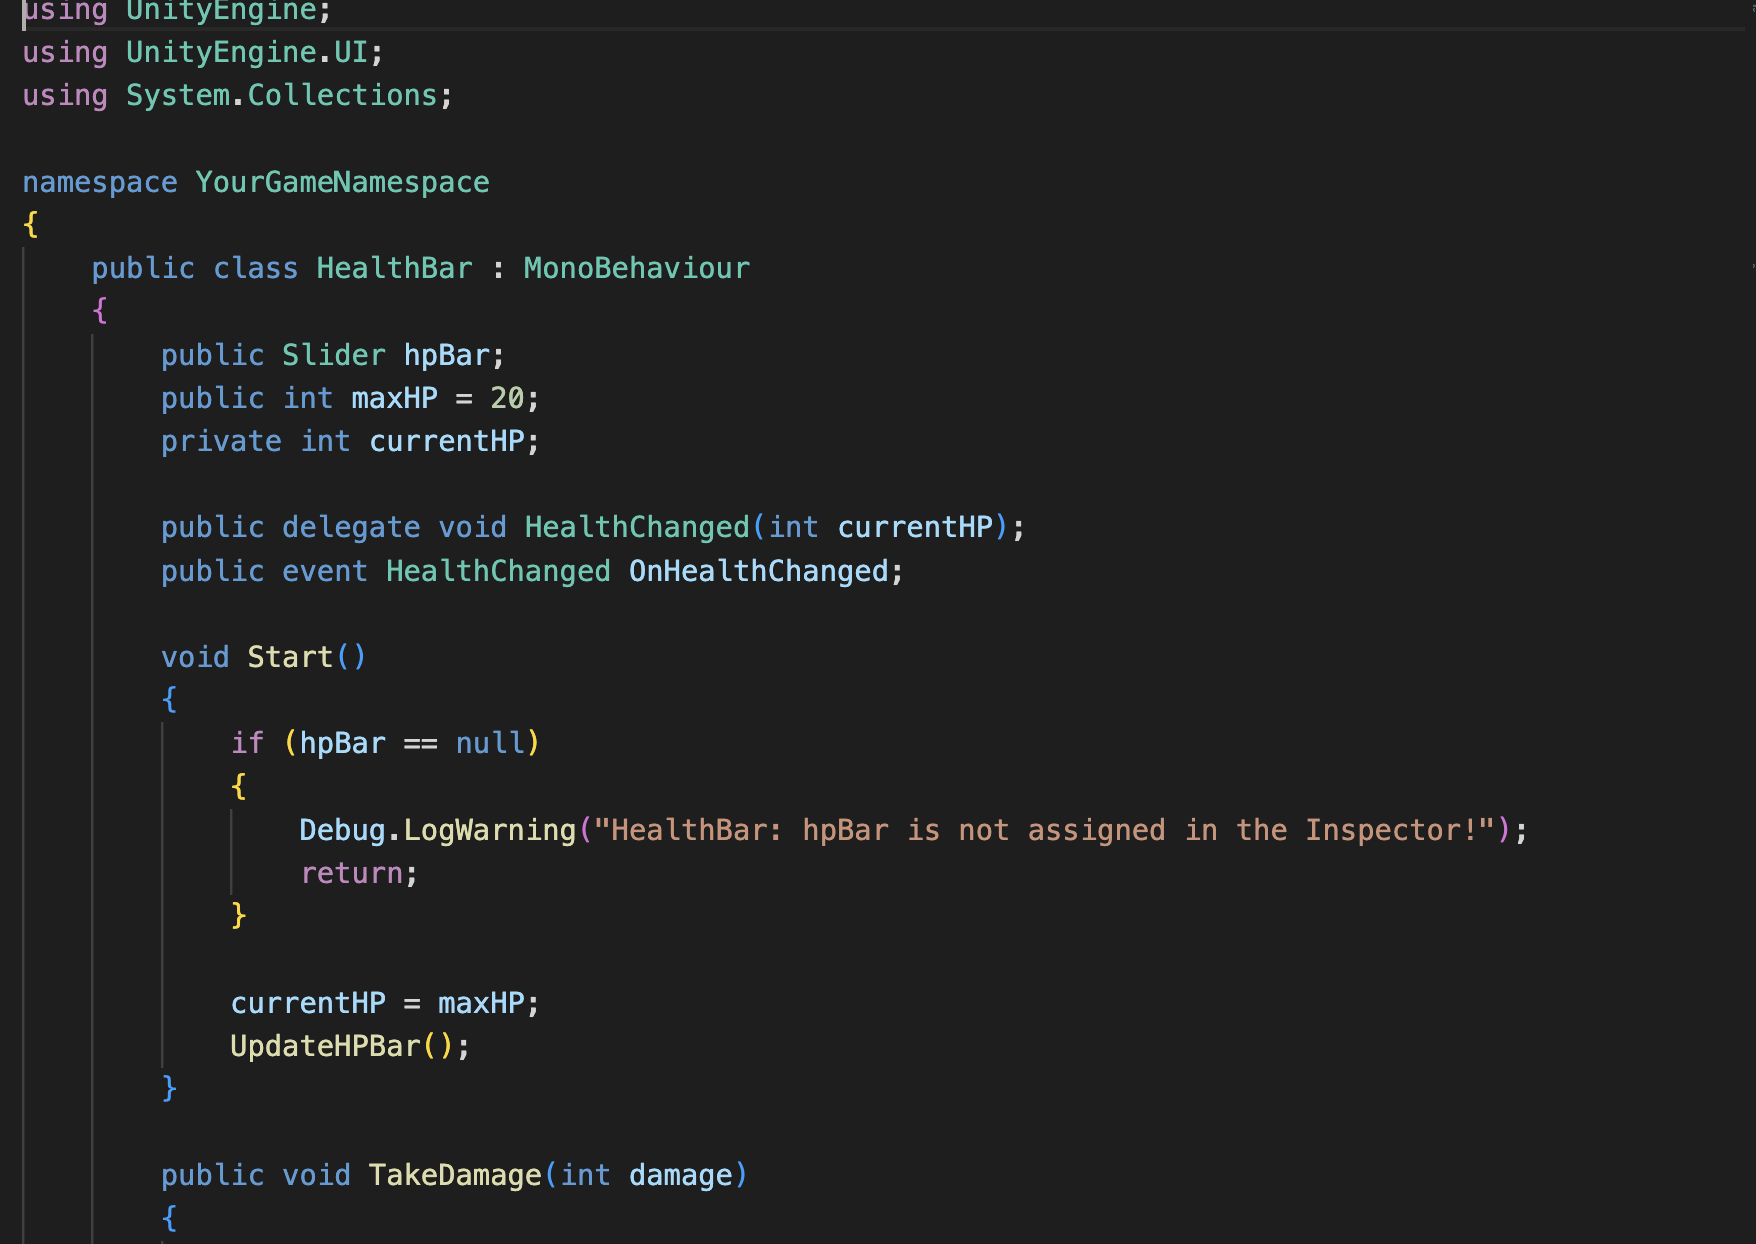 using UnityEngine;
using UnityEngine.UI;
using System.Collections;
namespace YourGameNamespace
{
public class HealthBar : MonoBehaviour
{
public Slider hpBar;
public int maxHP = 20;
private int currentHP;
public delegate void HealthChanged(int currentHP);
public event HealthChanged OnHealthChanged;
void Start()
{
if (hpBar == null)
{
Debug.LogWarning("HealthBar: hpBar is not assigned in the Inspector!");
return;
}
currentHP = maxHP;
UpdateHPBar();
}
public void TakeDamage(int damage)
{